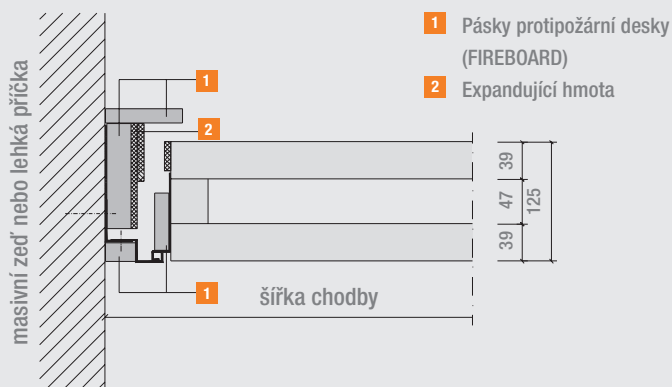 1 Pásky protipožární desky
(FIREBOARD)
2 Expandující hmota
masivní zeď nebo lehká příčka
1
2
1
39
47
39
125
šířka chodby